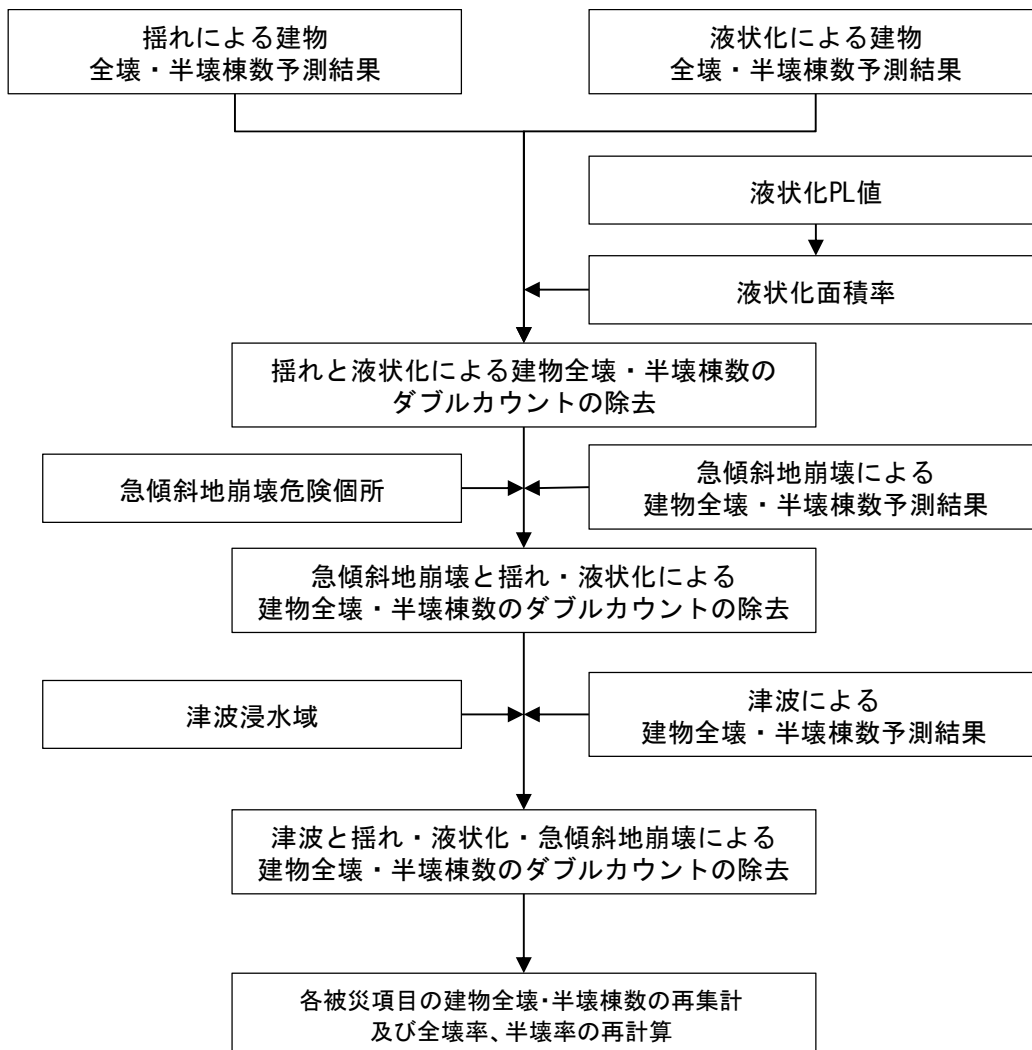 揺れによる建物
全壊・半壊棟数予測結果
液状化による建物
全壊・半壊棟数予測結果
液状化PL値
液状化面積率
揺れと液状化による建物全壊・半壊棟数の
ダブルカウントの除去
急傾斜地崩壊危険個所
急傾斜地崩壊による
建物全壊・半壊棟数予測結果
急傾斜地崩壊と揺れ・液状化による
建物全壊・半壊棟数のダブルカウントの除去
津波浸水域
津波による
建物全壊・半壊棟数予測結果
津波と揺れ・液状化・急傾斜地崩壊による
建物全壊・半壊棟数のダブルカウントの除去
各被災項目の建物全壊・半壊棟数の再集計
及び全壊率、半壊率の再計算